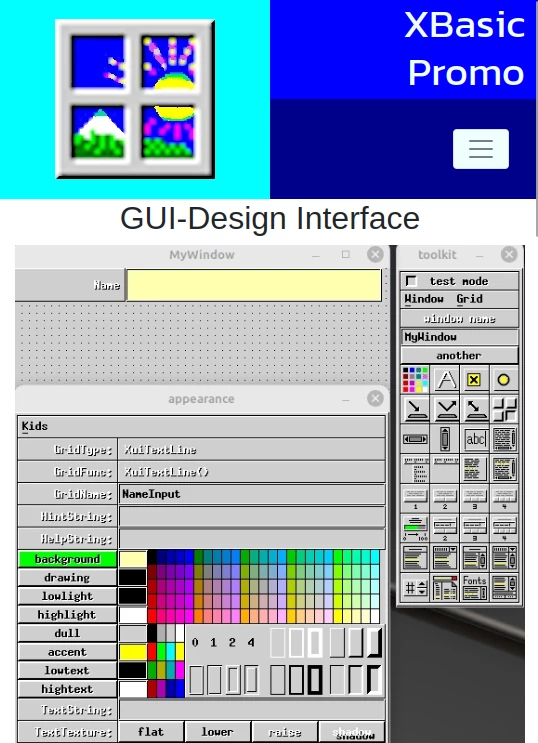 XBasic
Promo
GUI-Design Interface
MyWindow
toolkit
Name
test mode
Window Grid
window name
MyWindow
another
abc
1 2 3 4
2 3 4
Fonts
#
appearance
Kids
GridType: XuiTextLine
GridFunc: XuiTextLine()
GridName: NameInput
HintString:
HelpString:
background
drawing
lowlight
highlight
dull
accent
lowtext
hightext
0 1 2 4
TextString:
TextTexture: flat lower raise shadow